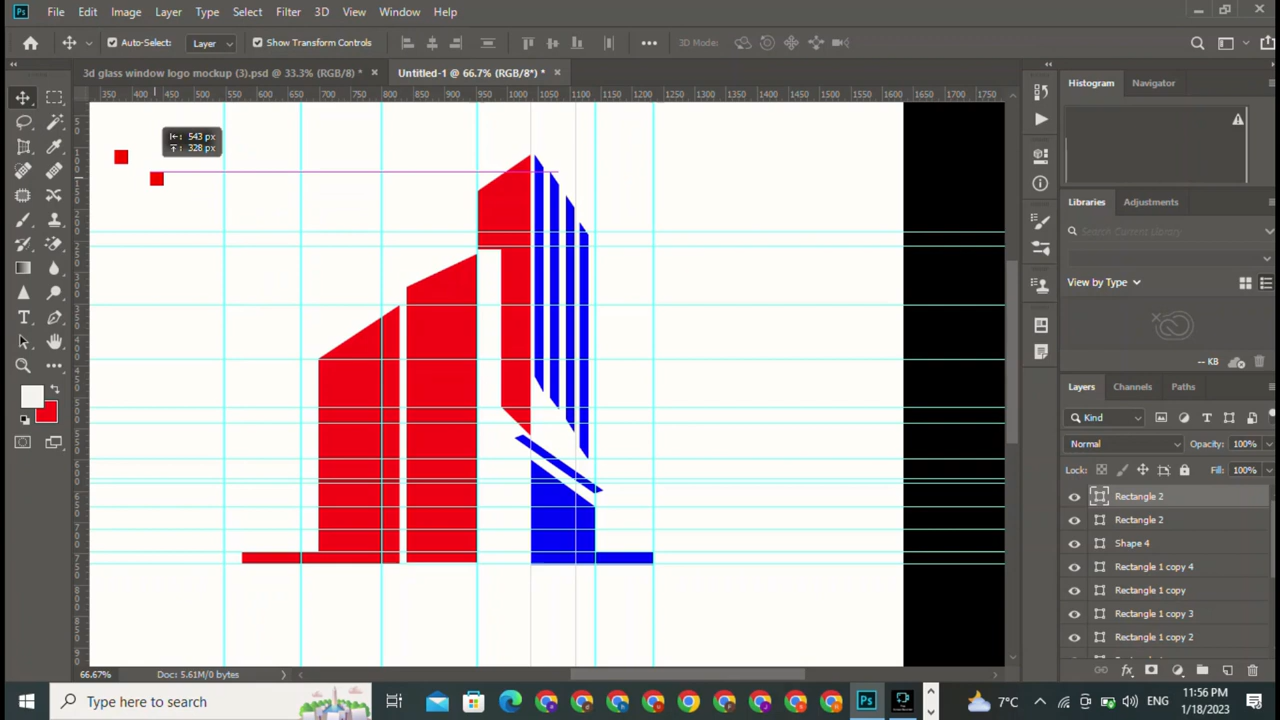 Ps File Edit Image Layer Type Select Filter 3D View Window Help
Auto-Select: Layer Show Transform Controls 3D Mode:
3d glass window logo mockup (3).psd @ 33.3% (RGB/8) * Untitled-1 @ 66.7% (RGB/8*) *
350 400 450 500 550 600 650 700 750 800 850 900 950 1000 1050 1100 1150 1200 1250 1300 1350 1400 1450 1500 1550 1600 1650 1700 1750
543 px
328 px
Histogram Navigator
Libraries Adjustments
Search Current Library
View by Type
-- KB
Layers Channels Paths
Kind
Normal Opacity: 100%
Lock: Fill: 100%
Rectangle 2
Rectangle 2
Shape 4
Rectangle 1 copy 4
Rectangle 1 copy
Rectangle 1 copy 3
Rectangle 1 copy 2
66.67% Doc: 5.61M/0 bytes
Type here to search
Ps
7°C ENG
11:56 PM
1/18/2023